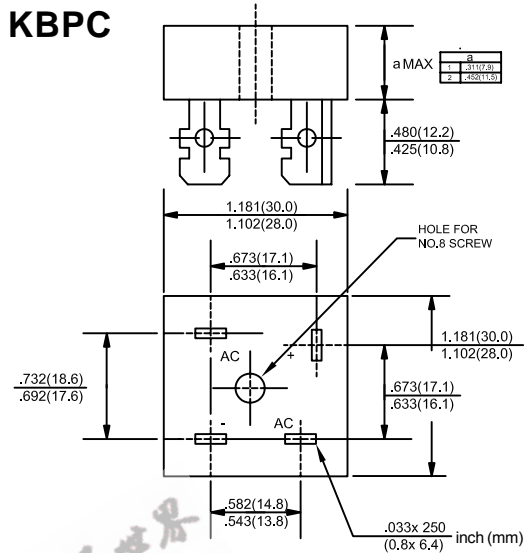 KBPC
a MAX
a
1 .311(7.9)
2 .452(11.5)
.480(12.2)
.425(10.8)
1.181(30.0)
1.102(28.0)
HOLE FOR
NO.8 SCREW
.673(17.1)
.633(16.1)
AC
+
1.181(30.0)
1.102(28.0)
.732(18.6)
.692(17.6)
.673(17.1)
.633(16.1)
- AC
.582(14.8)
.543(13.8)
.033x 250
(0.8x 6.4)
inch (mm)